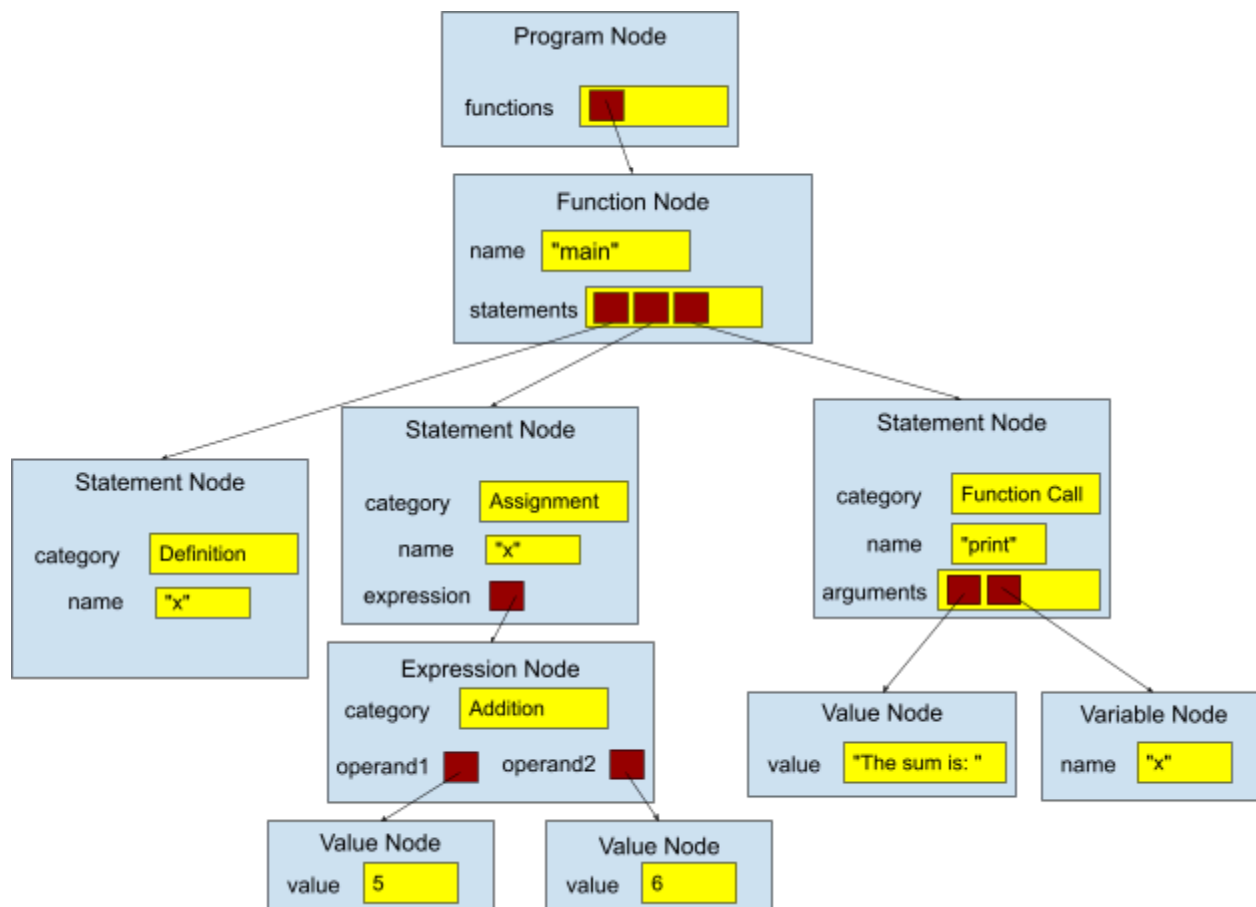 Program Node
functions
Function Node
name "main"
statements
Statement Node
category Definition
name "x"
Statement Node
category Assignment
name "x"
expression
Expression Node
category Addition
operand1 operand2
Value Node
value 5
Value Node
value 6
Statement Node
category Function Call
name "print"
arguments
Value Node
value "The sum is: "
Variable Node
name "x"